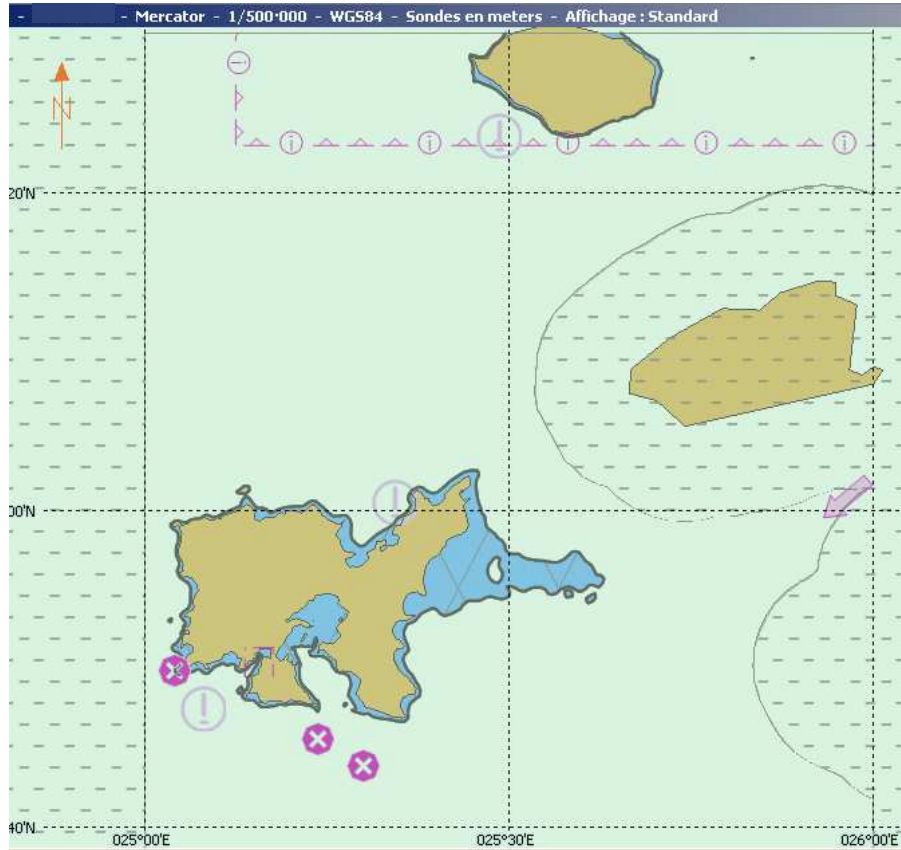 - - Mercator - 1/500·000 - WGS84 - Sondes en meters - Affichage : Standard
N
20'N
00'N
40'N
025°00'E 025°30'E 026°00'E